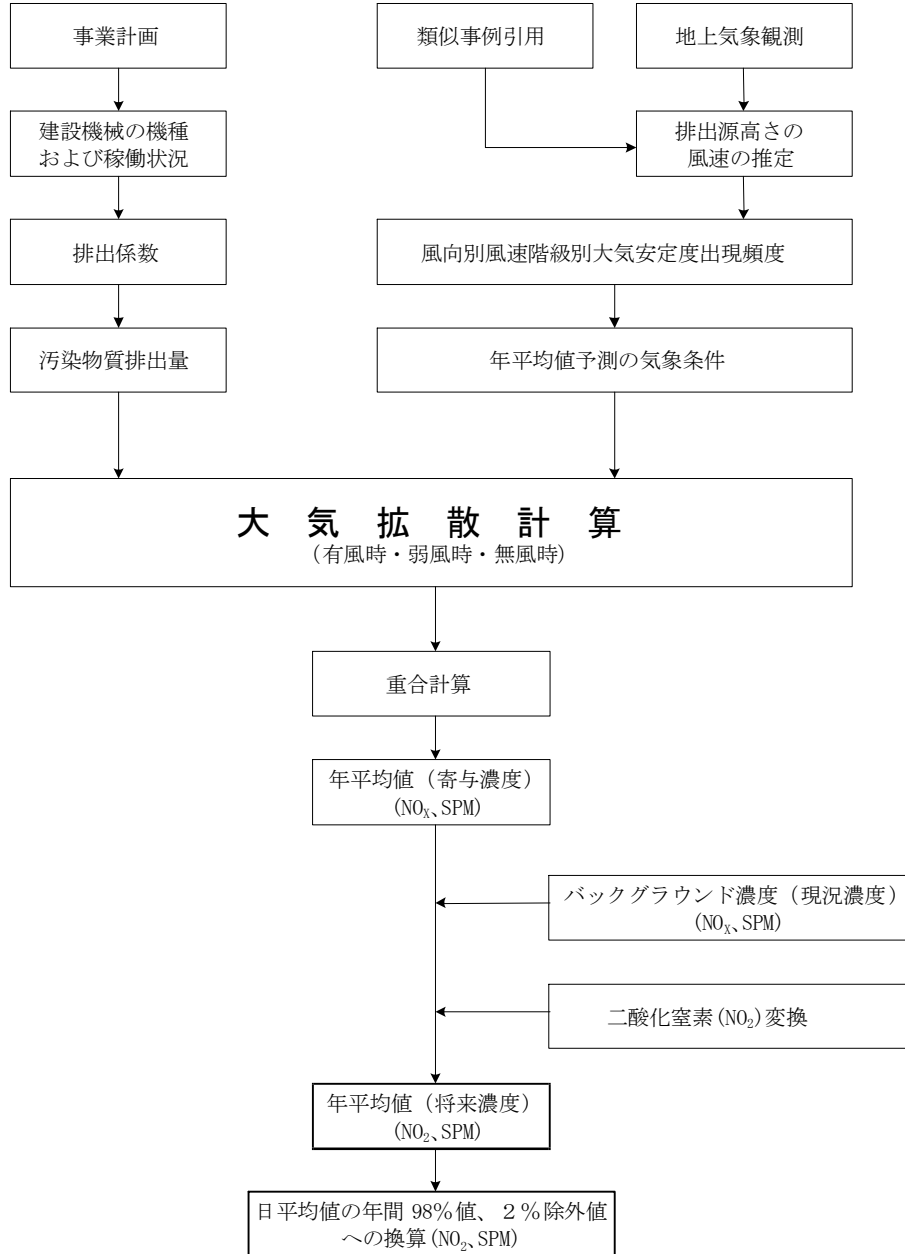 事業計画
類似事例引用
地上気象観測
建設機械の機種
および稼働状況
排出源高さの
風速の推定
排出係数
風向別風速階級別大気安定度出現頻度
汚染物質排出量
年平均値予測の気象条件
大気拡散計算
(有風時・弱風時・無風時)
重合計算
年平均値（寄与濃度）
(NOX、SPM)
バックグラウンド濃度（現況濃度）
(NOX、SPM)
二酸化窒素(NO2)変換
年平均値（将来濃度）
(NO2、SPM)
日平均値の年間 98%値、２％除外値
への換算(NO2、SPM)